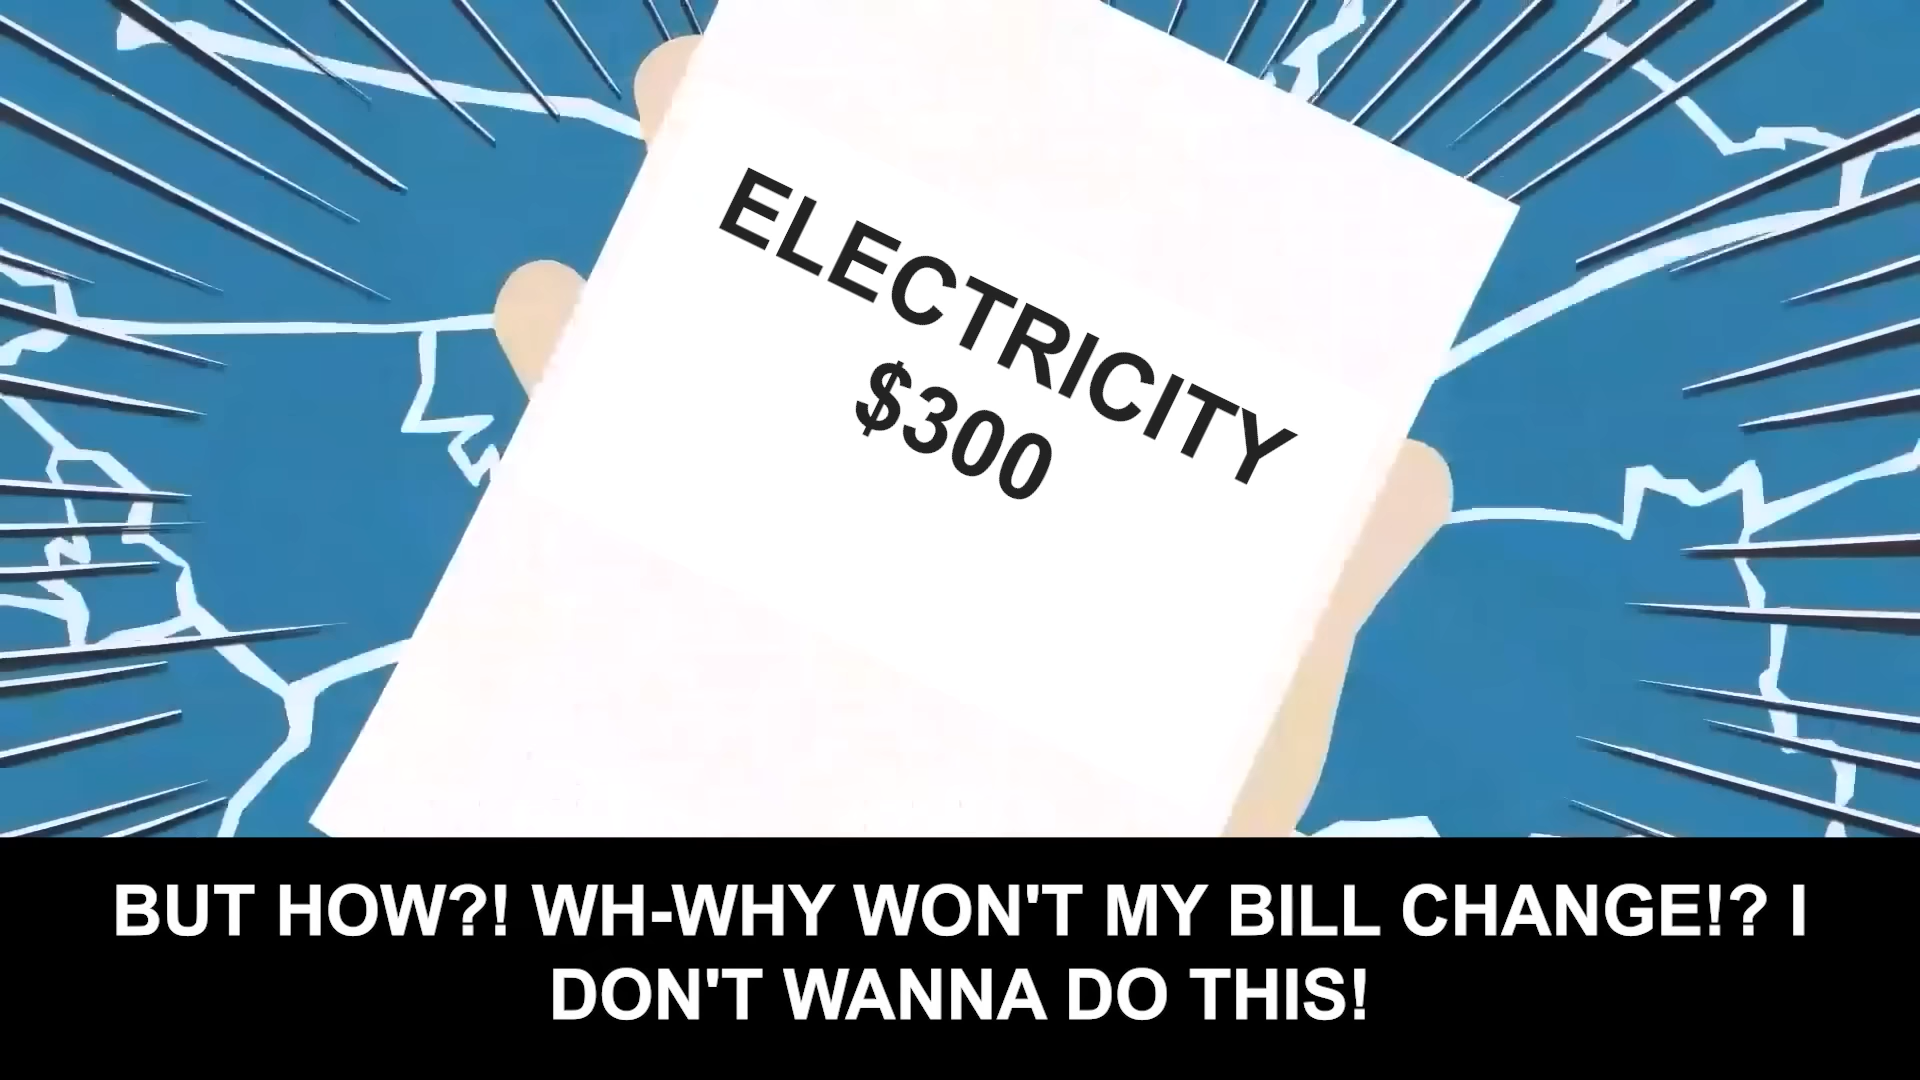 ELECTRICITY
$300
BUT HOW?! WH-WHY WON'T MY BILL CHANGE!? I
DON'T WANNA DO THIS!